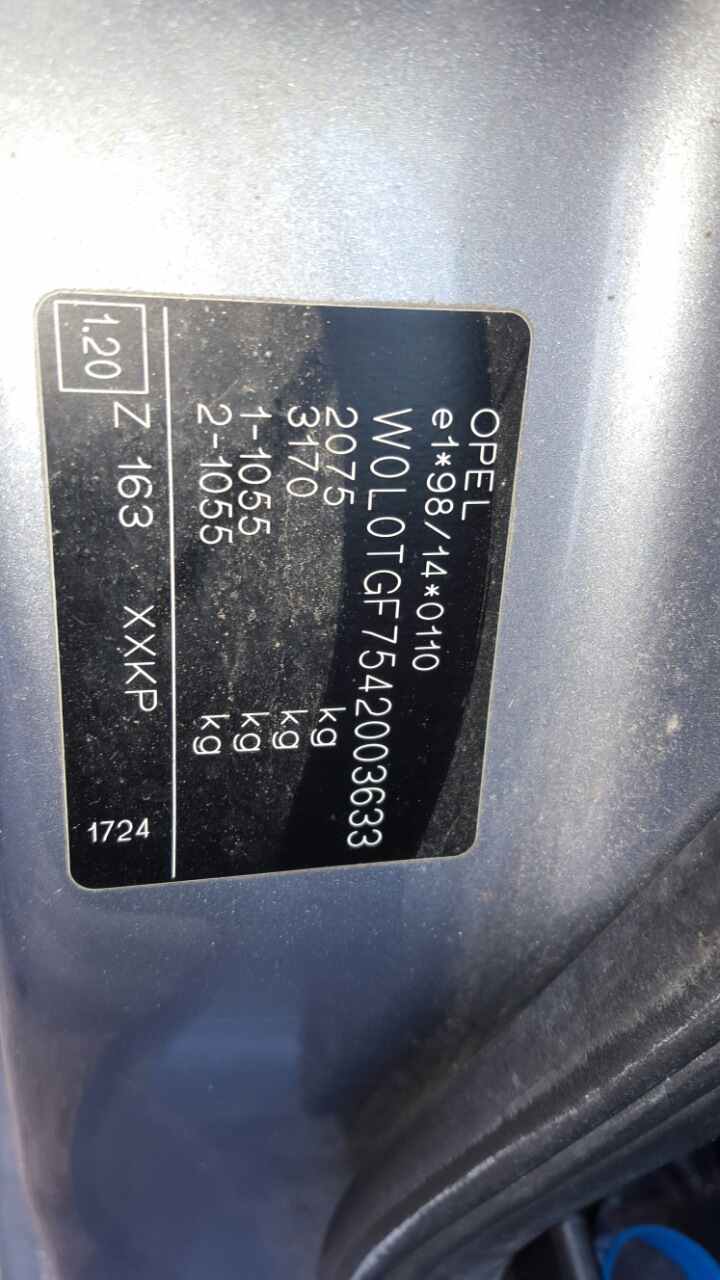 OPEL
e1*98/14*0110
W0L0TGF7542003633
2075 kg
3170 kg
1-1055 kg
2-1055 kg
1.20 Z 163 XXKP 1724